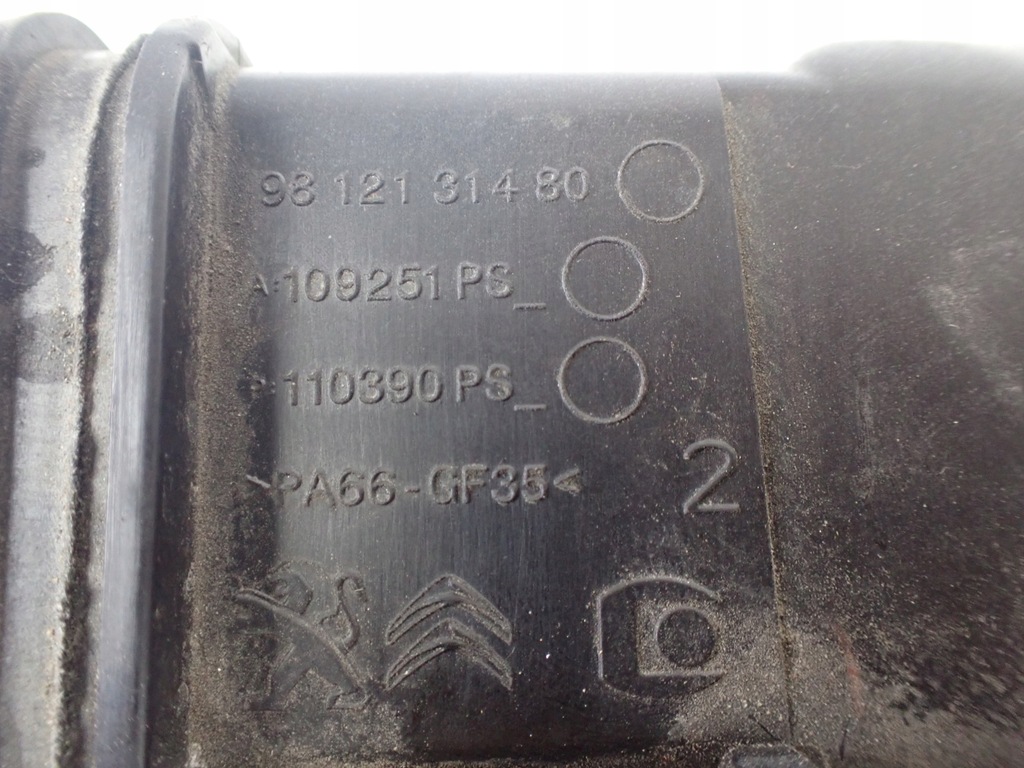 98 121 314 80
A:109251 PS_
P 110390 PS_
>PA66-GF35<
2